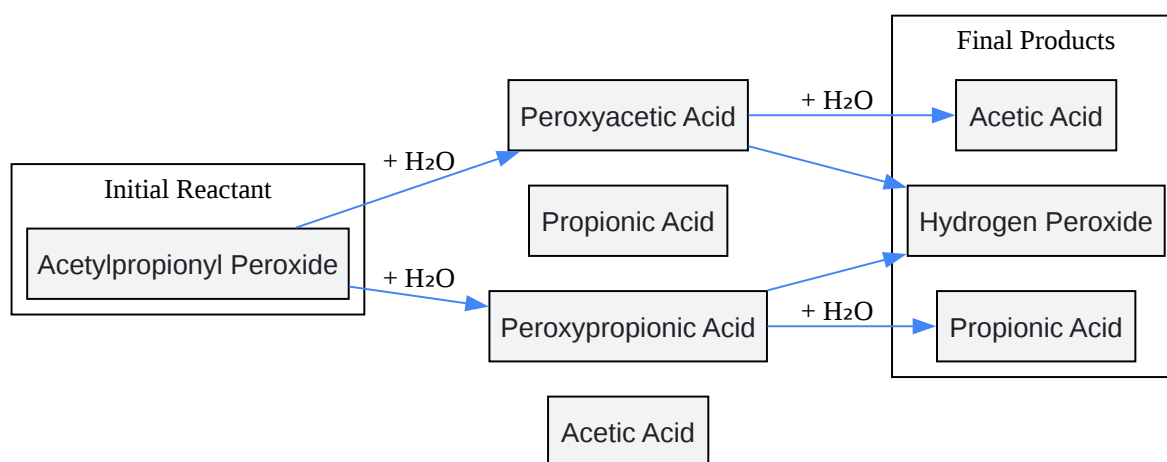 Initial Reactant
Acetylpropionyl Peroxide
+ H₂O
+ H₂O
Peroxyacetic Acid
Propionic Acid
Peroxypropionic Acid
Acetic Acid
+ H₂O
+ H₂O
Final Products
Acetic Acid
Hydrogen Peroxide
Propionic Acid